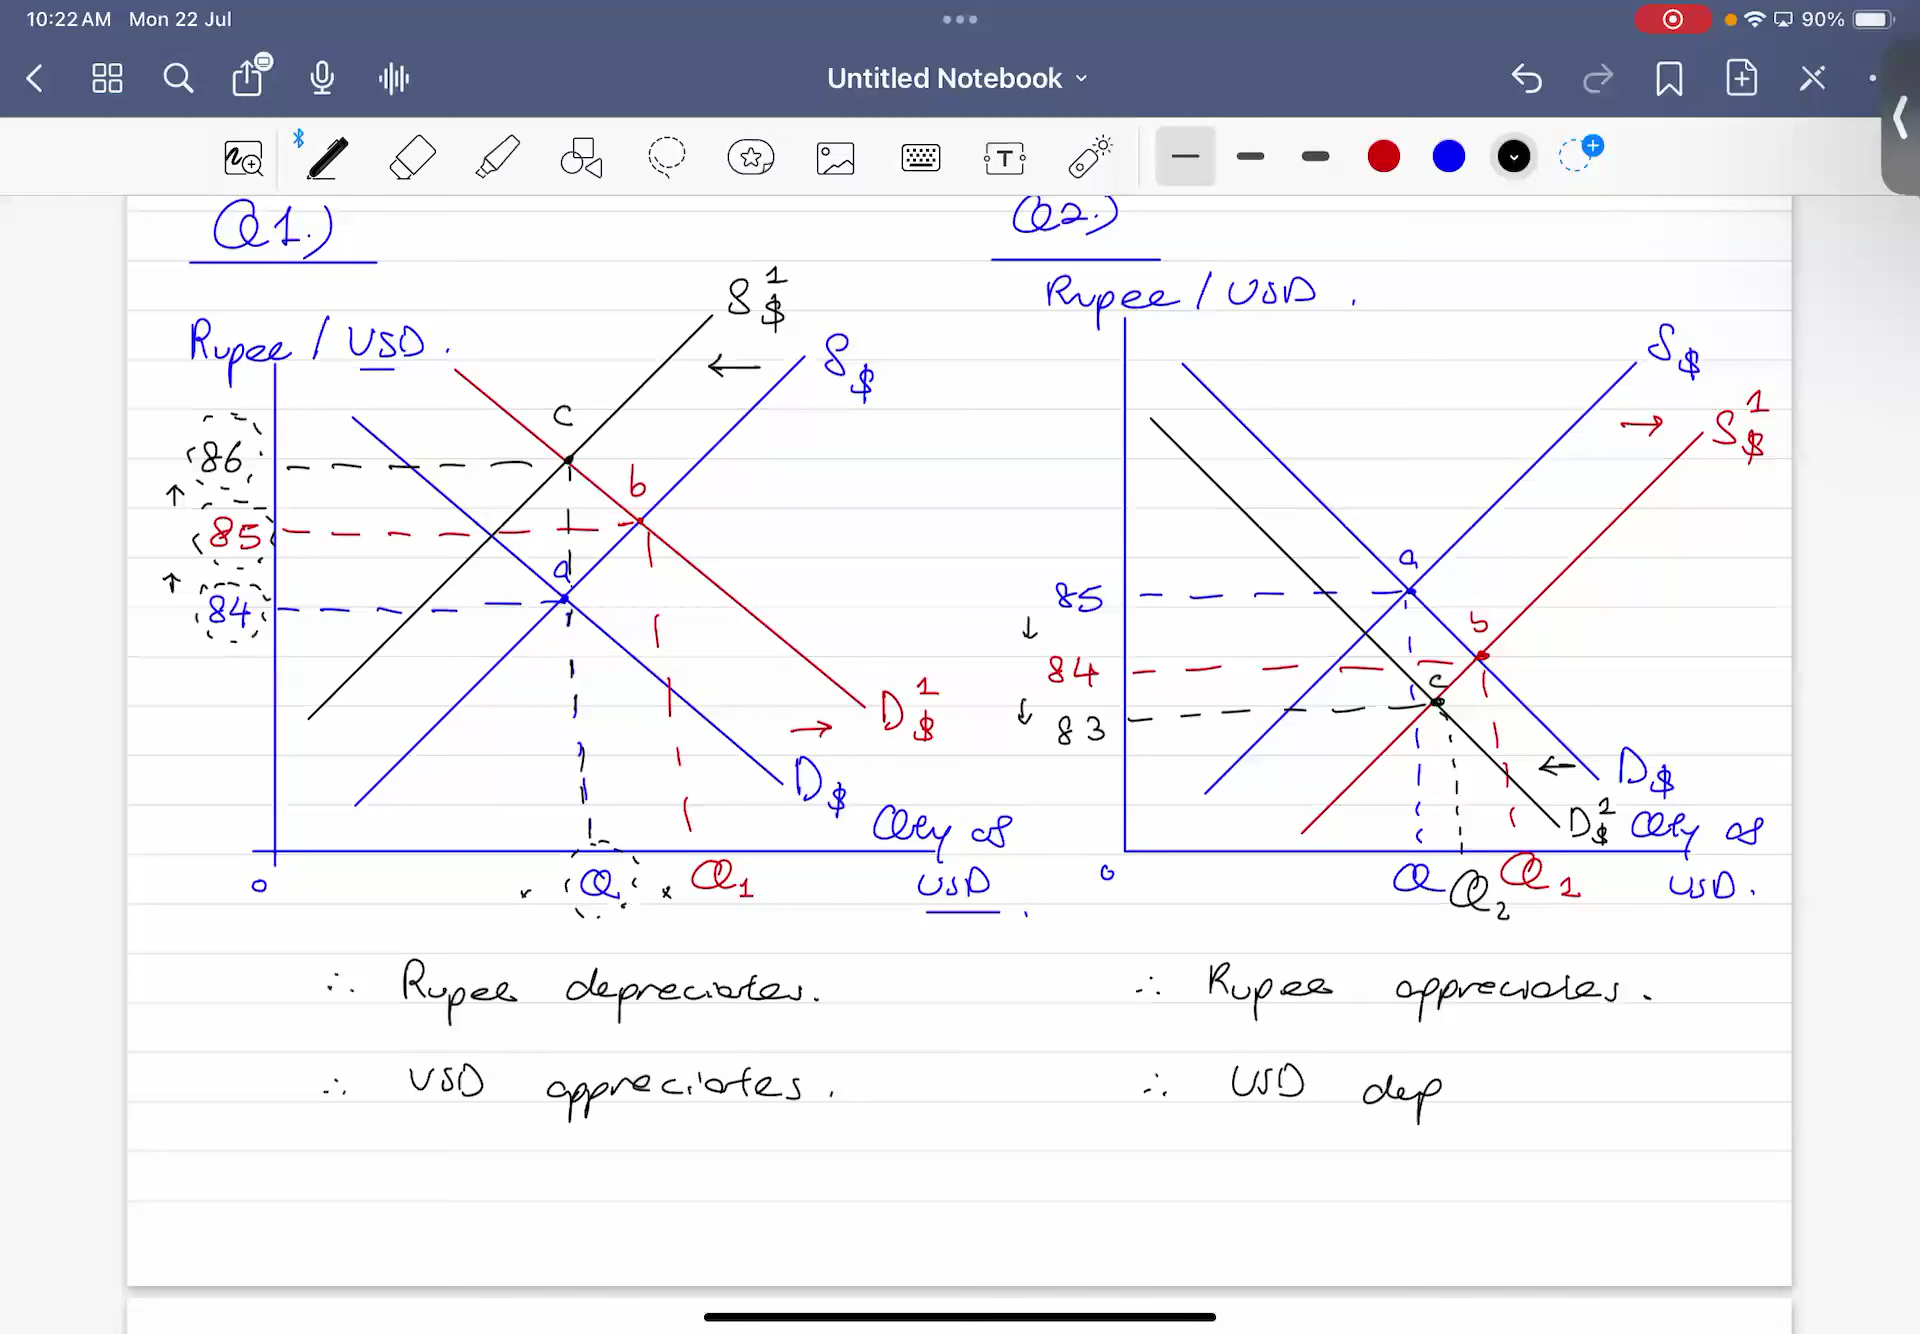 10:22 AM Mon 22 Jul
90%
Untitled Notebook
T
Q1.)
Rupee / USD.
S$1
S$
86
85
84
c
b
a
D$1
D$
Qty of
USD.
0
Q
Q1
∴ Rupee depreciates.
∴ USD appreciates.
Q2.)
Rupee / USD.
S$
S$1
85
84
83
a
b
c
D$
D$1
Qty of
USD.
0
Q
Q2
Q1
∴ Rupee appreciates.
∴ USD dep